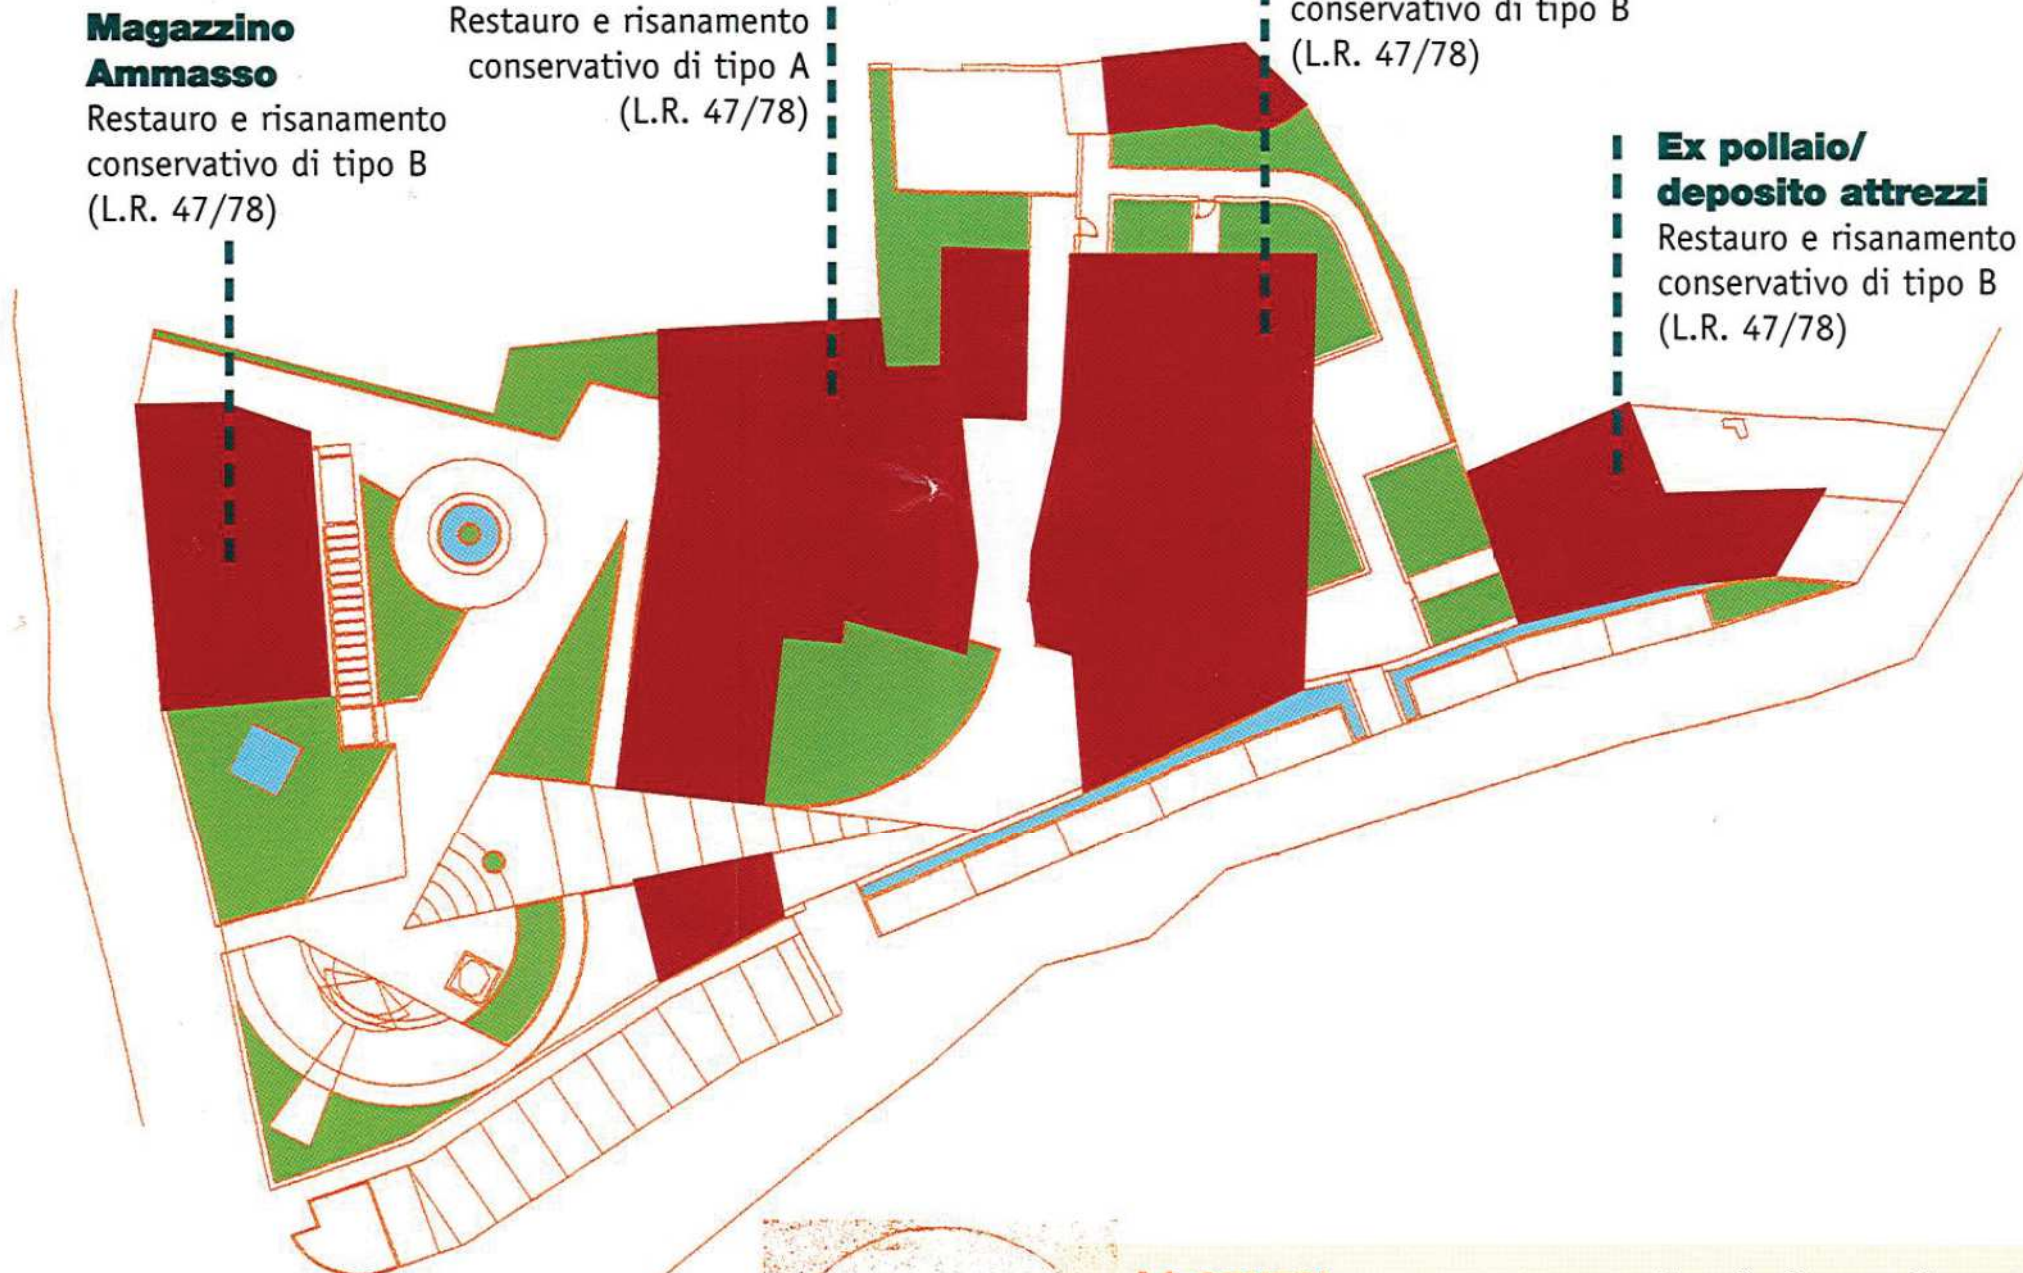 Magazzino
Ammasso
Restauro e risanamento
conservativo di tipo B
(L.R. 47/78)
Restauro e risanamento
conservativo di tipo A
(L.R. 47/78)
conservativo di tipo B
(L.R. 47/78)
Ex pollaio/
deposito attrezzi
Restauro e risanamento
conservativo di tipo B
(L.R. 47/78)